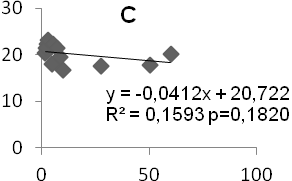 C
30
20
10
0
y = -0,0412x + 20,722
R² = 0,1593 p=0,1820
0 50 100